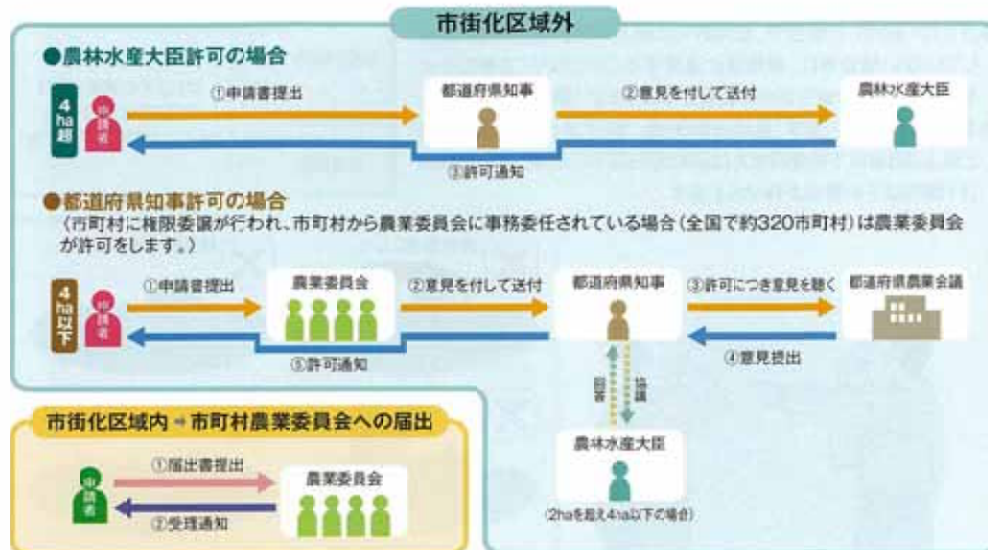 市街化区域外
●農林水産大臣許可の場合
4ha超
申請者
①申請書提出
都道府県知事
②意見を付して送付
農林水産大臣
③許可通知
●都道府県知事許可の場合
(市町村に権限委譲が行われ、市町村から農業委員会に事務委任されている場合(全国で約320市町村)は農業委員会
が許可をします。)
4ha以下
申請者
①申請書提出
農業委員会
②意見を付して送付
都道府県知事
③許可につき意見を聴く
都道府県農業会議
⑤許可通知
④意見提出
回答
協議
農林水産大臣
(2haを超え4ha以下の場合)
市街化区域内➡市町村農業委員会への届出
申請者
①届出書提出
農業委員会
②受理通知